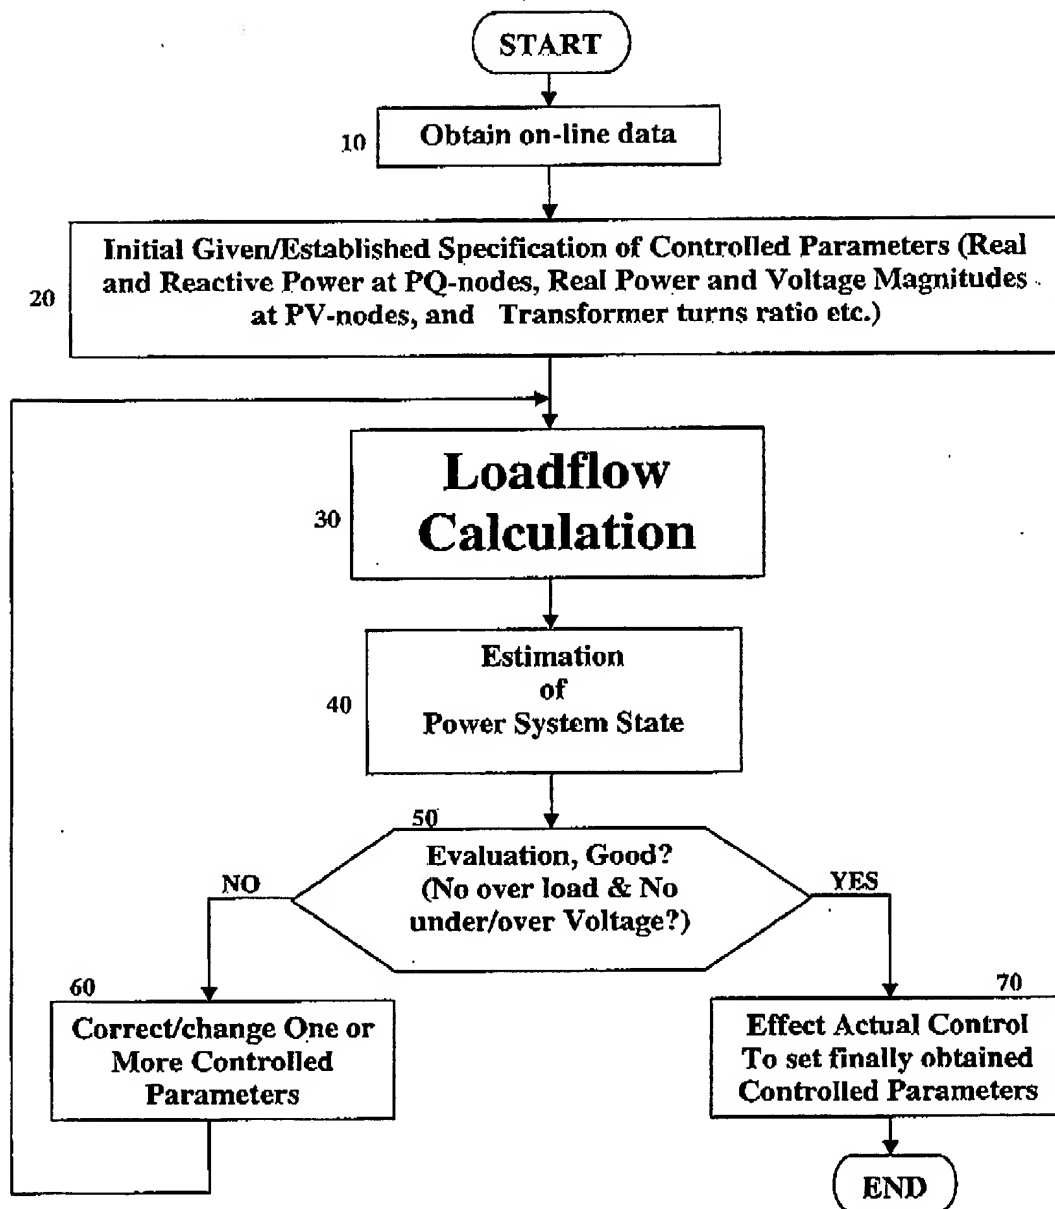 START
10
Obtain on-line data
Initial Given/Established Specification of Controlled Parameters (Real
and Reactive Power at PQ-nodes, Real Power and Voltage Magnitudes
20
at PV-nodes, and Transformer turns ratio etc.)
Loadflow
30
Calculation
Estimation
of
40
Power System State
50
Evaluation, Good?
(No over load & No
under/over Voltage?)
NO
YES
60
Correct/change One or
More Controlled
Parameters
70
Effect Actual Control
To set finally obtained
Controlled Parameters
END